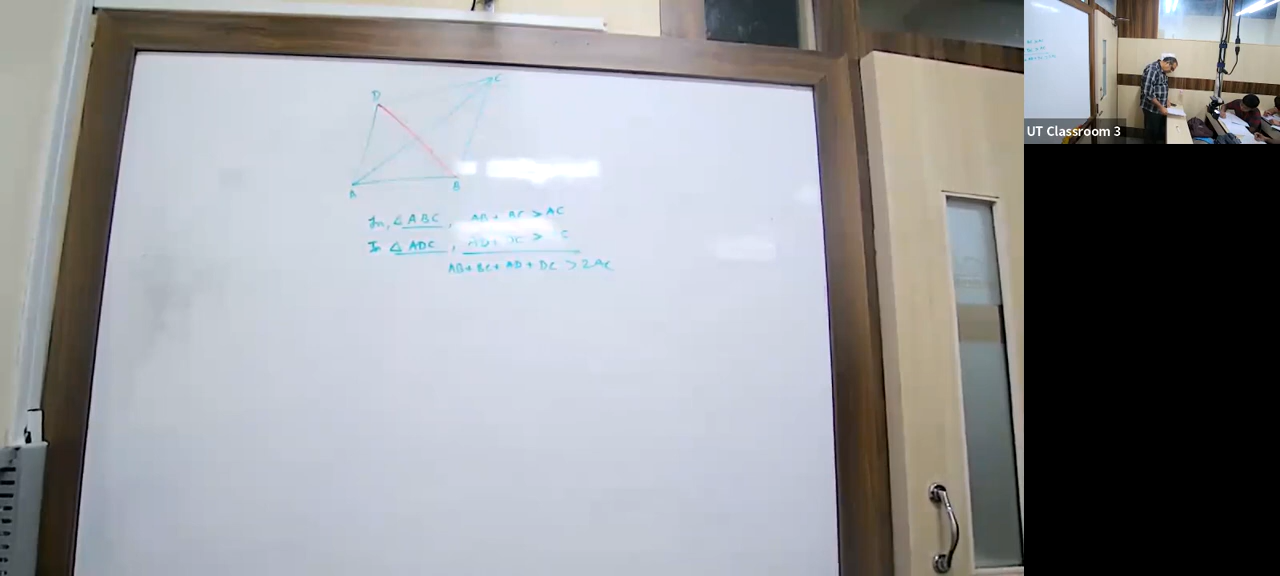 D
C
A
B
In, △ABC, AB + BC > AC
In △ADC, AD + DC > C
AB + BC + AD + DC > 2AC
UT Classroom 3